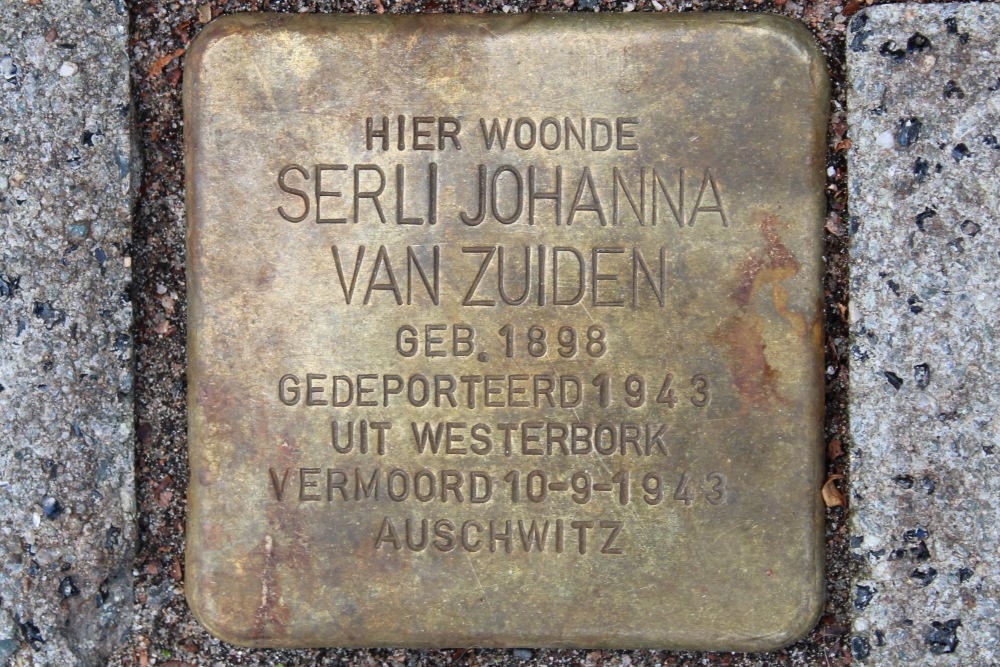 HIER WOONDE
SERLI JOHANNA
VAN ZUIDEN
GEB. 1898
GEDEPORTEERD 1943
UIT WESTERBORK
VERMOORD 10-9-1943
AUSCHWITZ